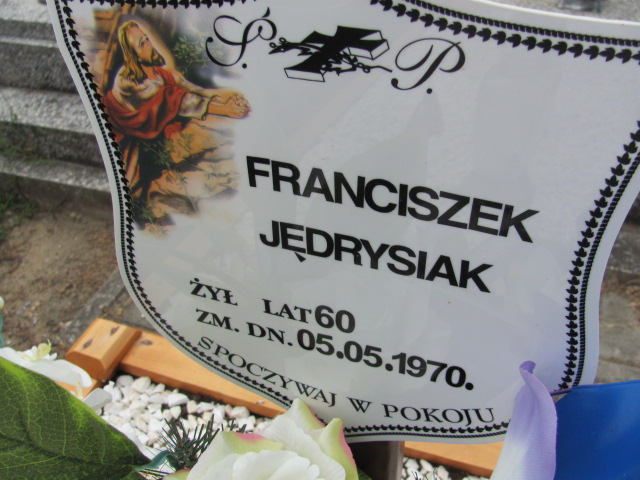 Ś. P.
FRANCISZEK
JĘDRYSIAK
ŻYŁ LAT 60
ZM. DN. 05.05.1970.
SPOCZYWAJ W POKOJU